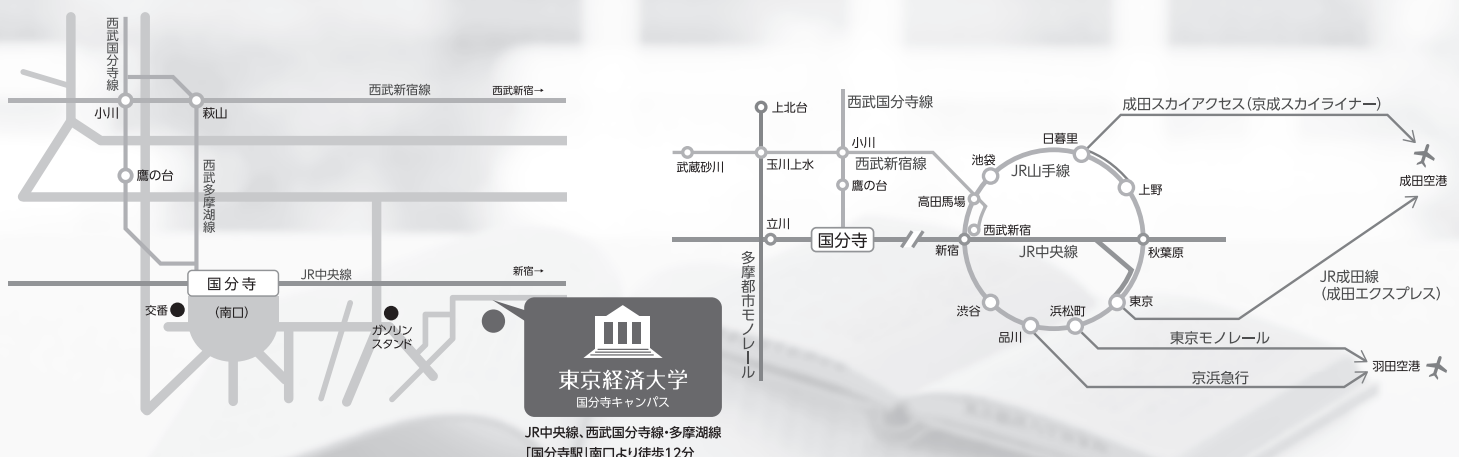 西武国分寺線
小川
萩山
西武新宿線
西武新宿→
鷹の台
西武多摩湖線
国分寺
JR中央線
新宿→
交番
(南口)
ガソリン
スタンド
東京経済大学
国分寺キャンパス
JR中央線、西武国分寺線・多摩湖線
「国分寺駅」南口より徒歩12分
上北台
西武国分寺線
武蔵砂川
玉川上水
小川
西武新宿線
鷹の台
立川
国分寺
多摩都市モノレール
高田馬場
西武新宿
新宿
池袋
JR山手線
日暮里
上野
JR中央線
秋葉原
東京
浜松町
品川
渋谷
成田スカイアクセス(京成スカイライナー)
成田空港
JR成田線
(成田エクスプレス)
東京モノレール
京浜急行
羽田空港